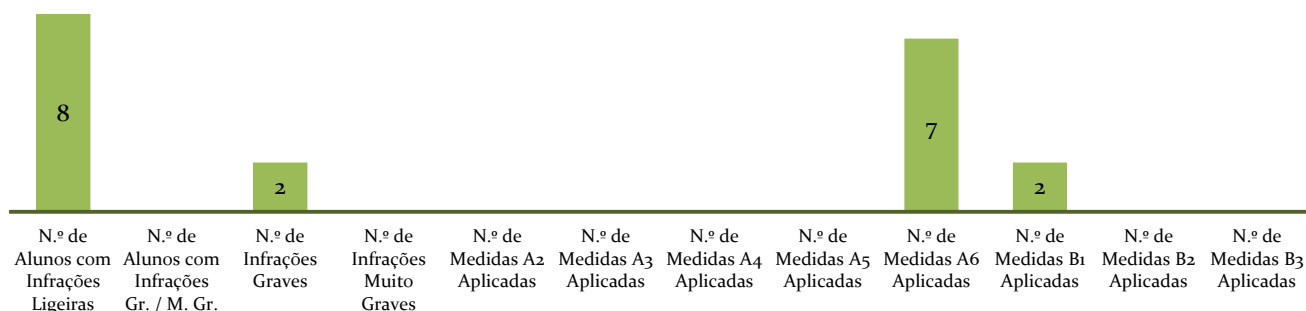 8
7
2
2
N.º de Alunos com Infrações Ligeiras
N.º de Alunos com Infrações Gr. / M. Gr.
N.º de Infrações Graves
N.º de Infrações Muito Graves
N.º de Medidas A2 Aplicadas
N.º de Medidas A3 Aplicadas
N.º de Medidas A4 Aplicadas
N.º de Medidas A5 Aplicadas
N.º de Medidas A6 Aplicadas
N.º de Medidas B1 Aplicadas
N.º de Medidas B2 Aplicadas
N.º de Medidas B3 Aplicadas